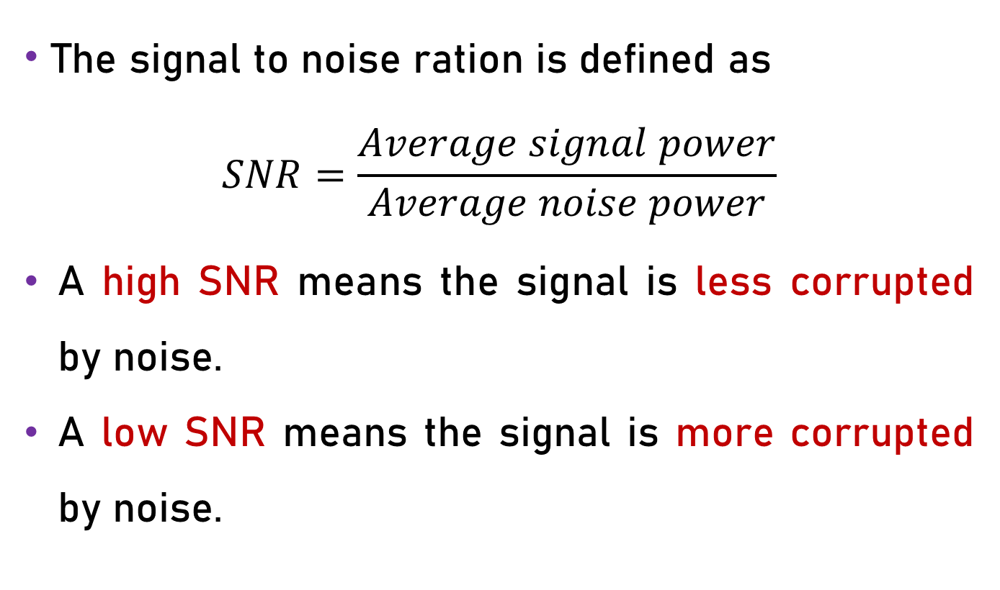 • The signal to noise ration is defined as
SNR = Average signal power / Average noise power
• A high SNR means the signal is less corrupted
by noise.
• A low SNR means the signal is more corrupted
by noise.